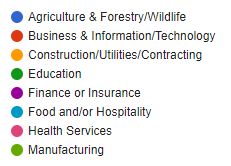 Agriculture & Forestry/Wildlife
Business & Information/Technology
Construction/Utilities/Contracting
Education
Finance or Insurance
Food and/or Hospitality
Health Services
Manufacturing